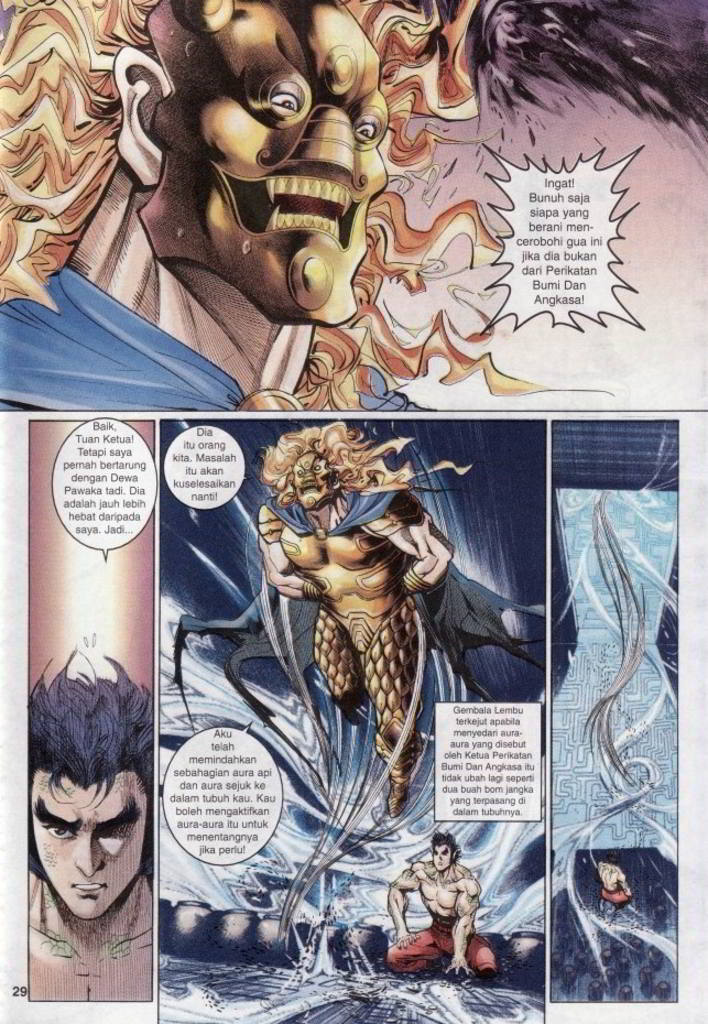 Ingat!
Bunuh saja
siapa yang
berani men-
cerobohi gua ini
jika dia bukan
dari Perikatan
Bumi Dan
Angkasa!
Baik,
Tuan Ketua!
Tetapi saya
pernah bertarung
dengan Dewa
Pawaka tadi. Dia
adalah jauh lebih
hebat daripada
saya. Jadi...
Dia
itu orang
kita. Masalah
itu akan
kuselesaikan
nanti!
Aku
telah
memindahkan
sebahagian aura api
dan aura sejuk ke
dalam tubuh kau. Kau
boleh mengaktifkan
aura-aura itu untuk
menentangnya
jika perlu!
Gembala Lembu
terkejut apabila
menyedari aura-
aura yang disebut
oleh Ketua Perikatan
Bumi Dan Angkasa itu
tidak ubah lagi seperti
dua buah bom jangka
yang terpasang di
dalam tubuhnya.
29